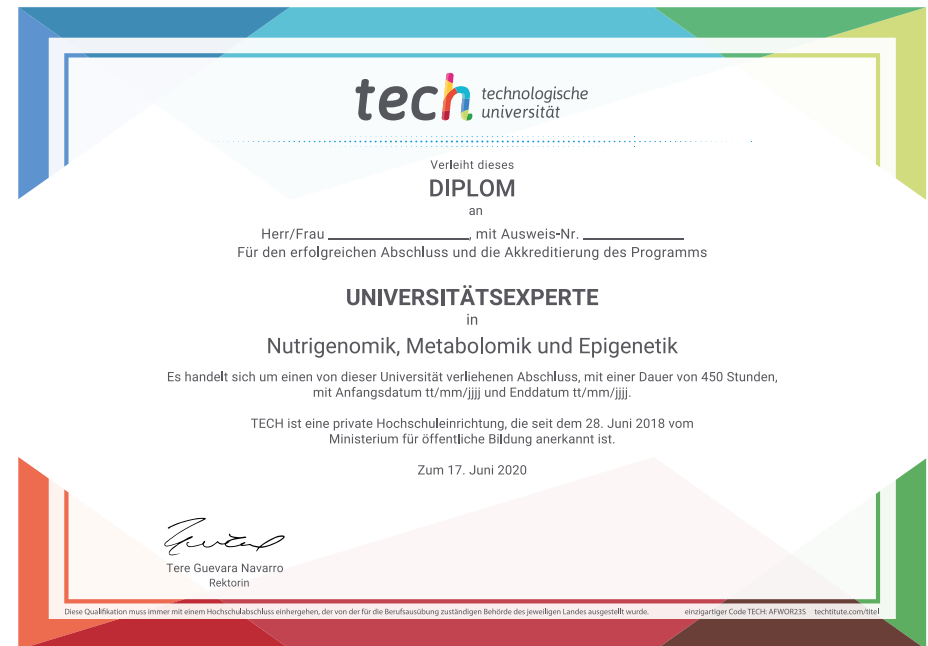 tech technologische
universität
Verleiht dieses
DIPLOM
an
Herr/Frau ____________________, mit Ausweis-Nr. ______________
Für den erfolgreichen Abschluss und die Akkreditierung des Programms
UNIVERSITÄTSEXPERTE
in
Nutrigenomik, Metabolomik und Epigenetik
Es handelt sich um einen von dieser Universität verliehenen Abschluss, mit einer Dauer von 450 Stunden,
mit Anfangsdatum tt/mm/jjjj und Enddatum tt/mm/jjjj.
TECH ist eine private Hochschuleinrichtung, die seit dem 28. Juni 2018 vom
Ministerium für öffentliche Bildung anerkannt ist.
Zum 17. Juni 2020
Tere Guevara Navarro
Rektorin
Diese Qualifikation muss immer mit einem Hochschulabschluss einhergehen, der von der für die Berufsausübung zuständigen Behörde des jeweiligen Landes ausgestellt wurde. einzigartiger Code TECH: AFWOR23S techtitute.com/titel